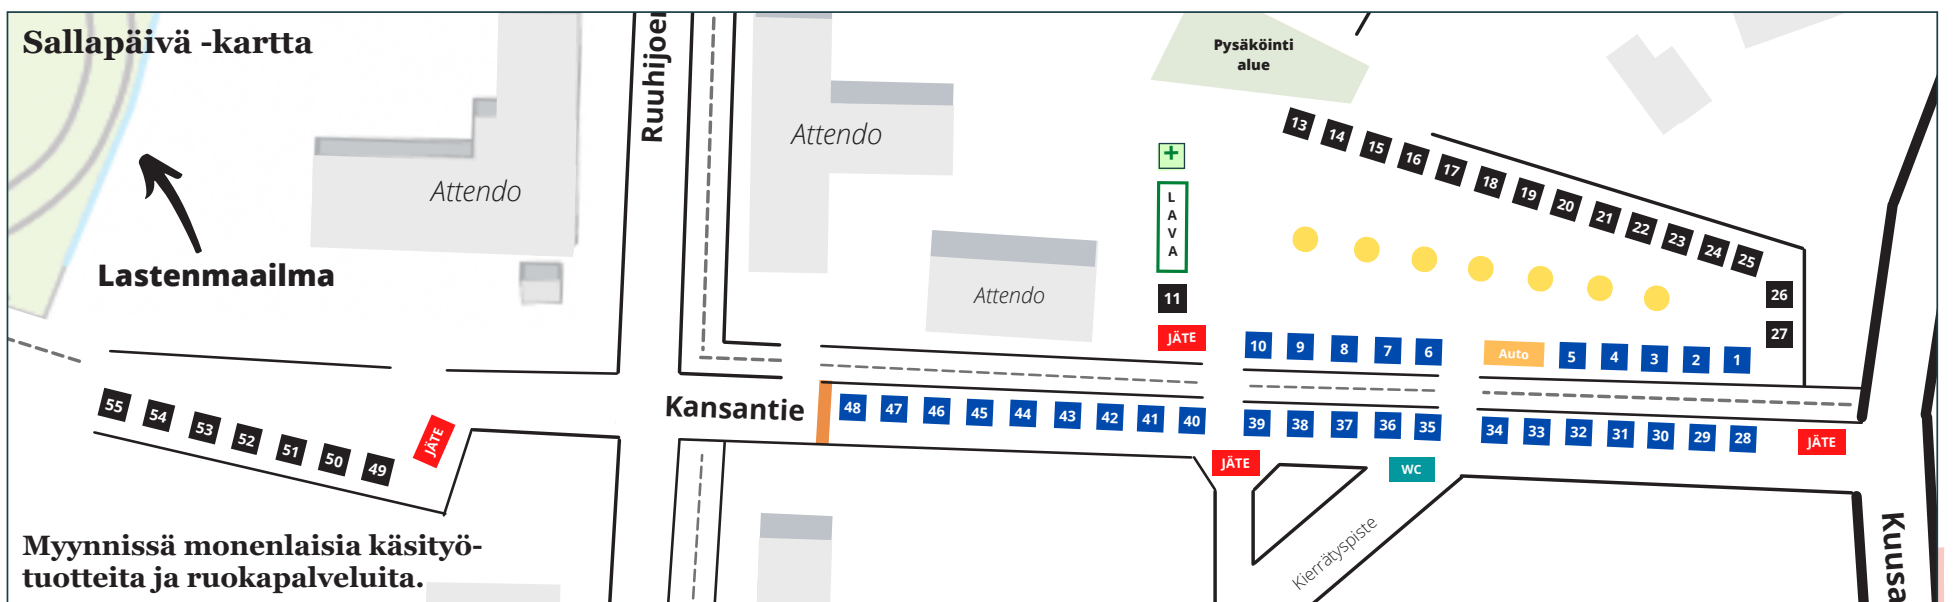 Sallapäivä -kartta
Ruuhijoen
Pysäköinti
alue
Attendo
Attendo
Attendo
Lastenmaailma
+
L
A
V
A
11
JÄTE
13 14 15 16 17 18 19 20 21 22 23 24 25
26
27
10 9 8 7 6 Auto 5 4 3 2 1
Kansantie
48 47 46 45 44 43 42 41 40 39 38 37 36 35 34 33 32 31 30 29 28
JÄTE
55 54 53 52 51 50 49
JÄTE
JÄTE
WC
Kierrätyspiste
Kuusa
Myynnissä monenlaisia käsityö-
tuotteita ja ruokapalveluita.